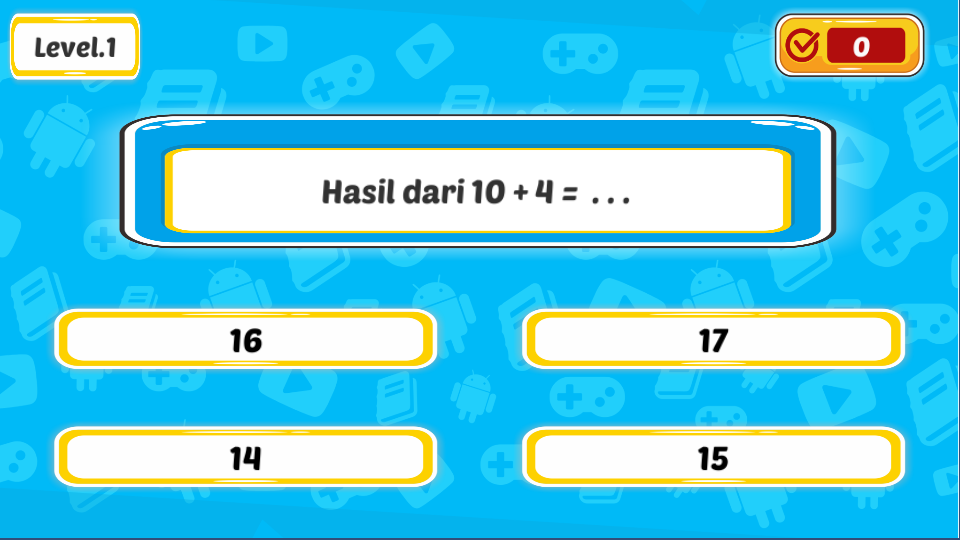 Level.1
0
Hasil dari 10 + 4 = . . .
16
17
14
15